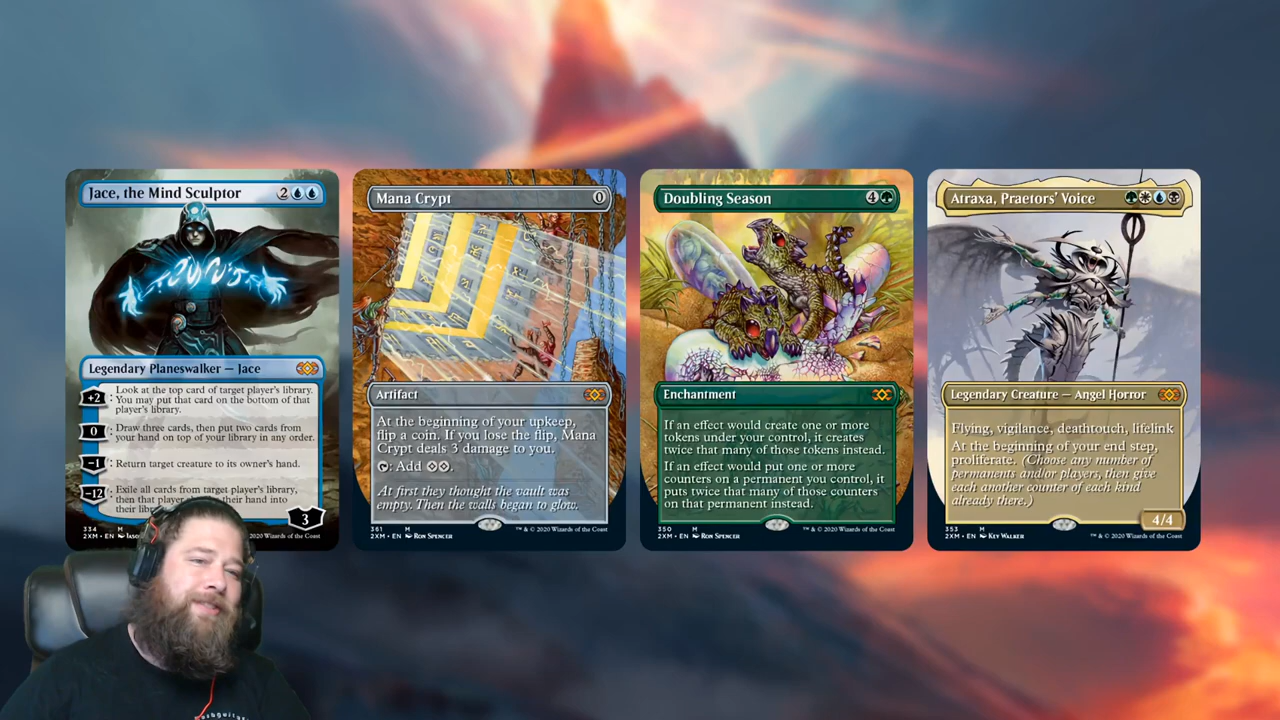 Jace, the Mind Sculptor 2
Legendary Planeswalker — Jace
+2 : Look at the top card of target player's library.
You may put that card on the bottom of that
player's library.
0 : Draw three cards, then put two cards from
your hand on top of your library in any order.
-1 : Return target creature to its owner's hand.
-12 : Exile all cards from target player's library,
then that player their hand into
their
3
334 M
2XM • EN 2020 Wizards of the Coast
Mana Crypt 0
Artifact
At the beginning of your upkeep,
flip a coin. If you lose the flip, Mana
Crypt deals 3 damage to you.
: Add .
At first they thought the vault was
empty. Then the walls began to glow.
361 M
2XM • EN Ron Spencer ™ & © 2020 Wizards of the Coast
Doubling Season 4
Enchantment
If an effect would create one or more
tokens under your control, it creates
twice that many of those tokens instead.
If an effect would put one or more
counters on a permanent you control, it
puts twice that many of those counters
on that permanent instead.
350 M
2XM • EN Ron Spencer ™ & © 2020 Wizards of the Coast
Atraxa, Praetors' Voice
Legendary Creature — Angel Horror
Flying, vigilance, deathtouch, lifelink
At the beginning of your end step,
proliferate. (Choose any number of
permanents and/or players, then give
each another counter of each kind
already there.)
4/4
353 M
2XM • EN Kev Walker ™ & © 2020 Wizards of the Coast